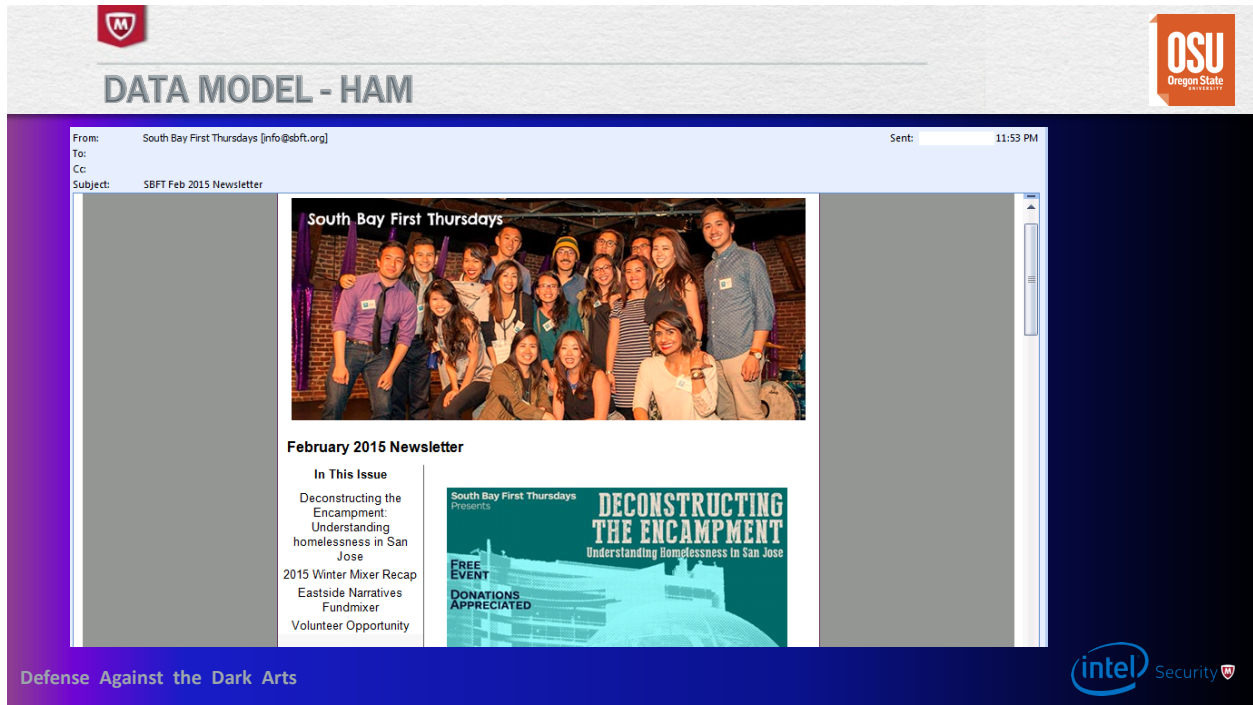 DATA MODEL - HAM
OSU
Oregon State
UNIVERSITY
From: South Bay First Thursdays [info@sbft.org] Sent: 11:53 PM
To:
Cc:
Subject: SBFT Feb 2015 Newsletter
South Bay First Thursdays
February 2015 Newsletter
In This Issue
Deconstructing the
Encampment:
Understanding
homelessness in San
Jose
2015 Winter Mixer Recap
Eastside Narratives
Fundmixer
Volunteer Opportunity
South Bay First Thursdays
Presents
DECONSTRUCTING
THE ENCAMPMENT
Understanding Homelessness in San Jose
FREE
EVENT
DONATIONS
APPRECIATED
Defense Against the Dark Arts
intel Security